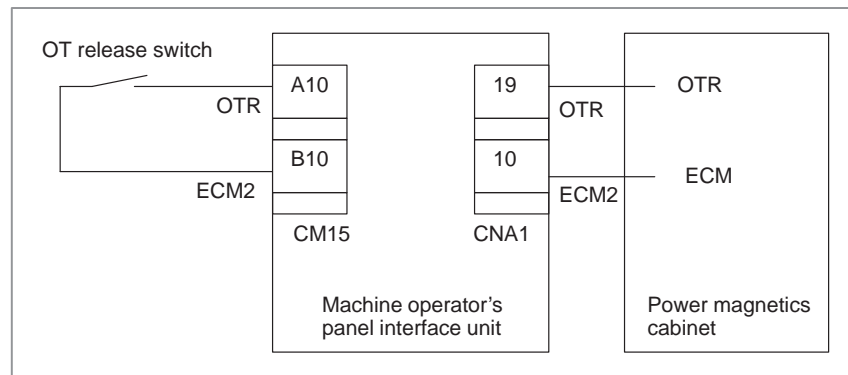 OT release switch
A10
19
OTR
OTR
OTR
B10
10
ECM
ECM2
ECM2
CM15
CNA1
Machine operator’s
panel interface unit
Power magnetics
cabinet